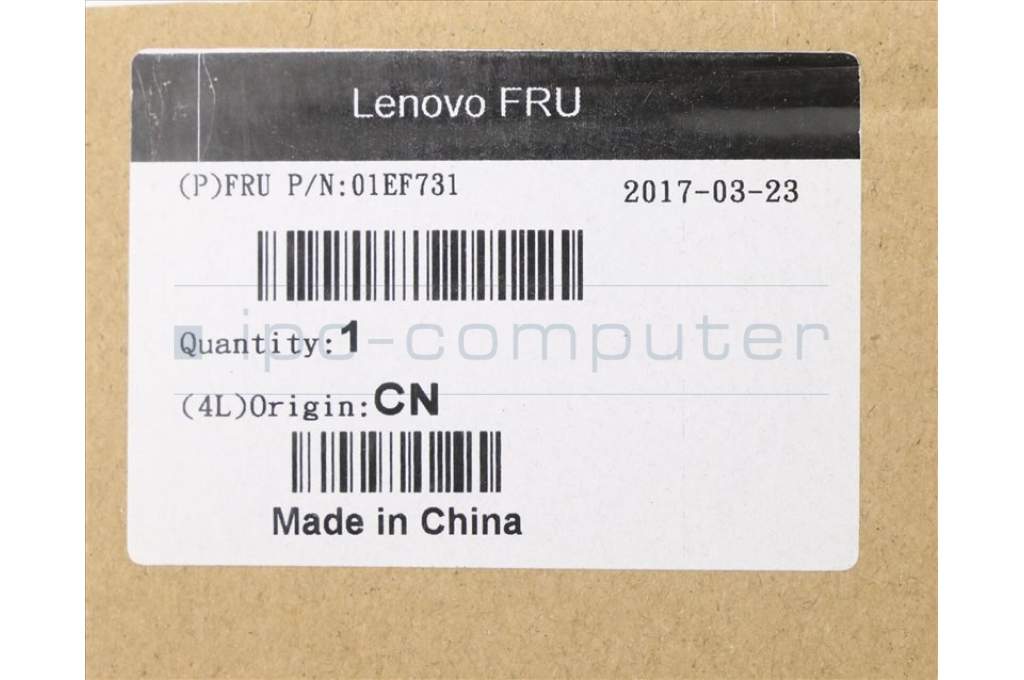 Lenovo FRU
(P)FRU P/N:01EF731
2017-03-23
ipc-computer
Quantity:1
(4L)Origin:CN
Made in China